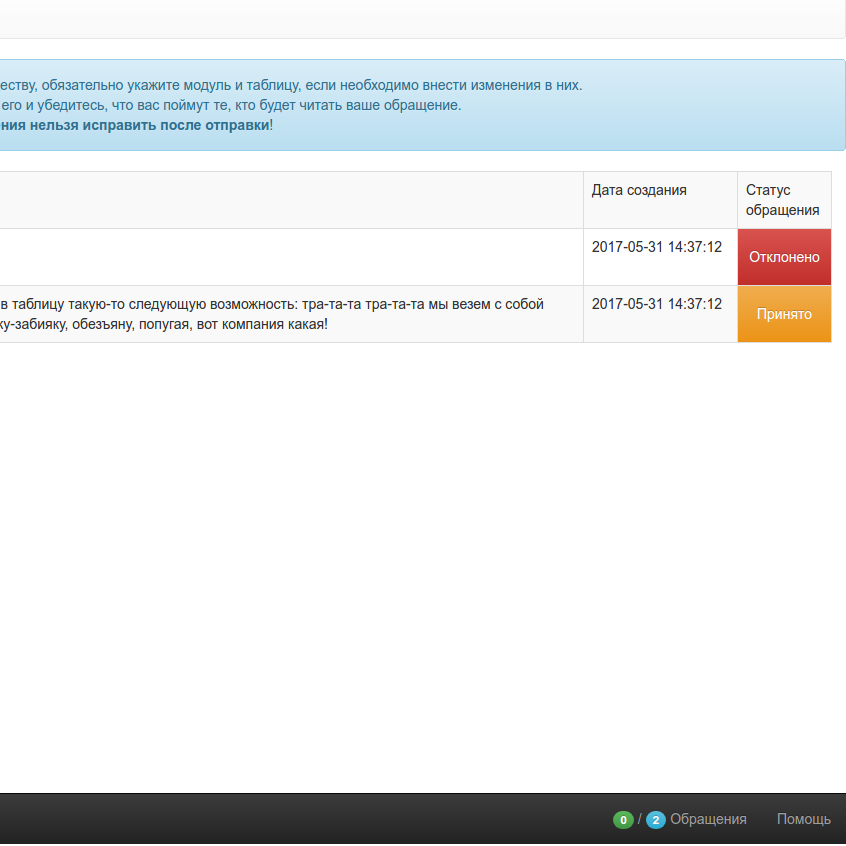 еству, обязательно укажите модуль и таблицу, если необходимо внести изменения в них.
его и убедитесь, что вас поймут те, кто будет читать ваше обращение.
ния нельзя исправить после отправки!
Дата создания
Статус
обращения
2017-05-31 14:37:12
Отклонено
в таблицу такую-то следующую возможность: тра-та-та тра-та-та мы везем с собой
ку-забияку, обезъяну, попугая, вот компания какая!
2017-05-31 14:37:12
Принято
0 / 2 Обращения Помощь